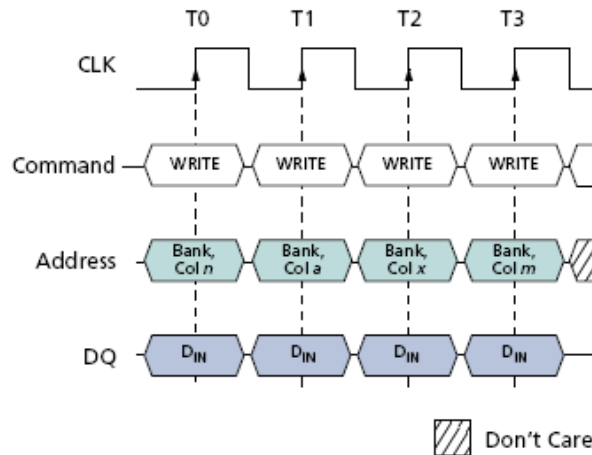 T0 T1 T2 T3
CLK
Command WRITE WRITE WRITE WRITE
Address Bank, Col n Bank, Col a Bank, Col x Bank, Col m
DQ DIN DIN DIN DIN
Don't Care